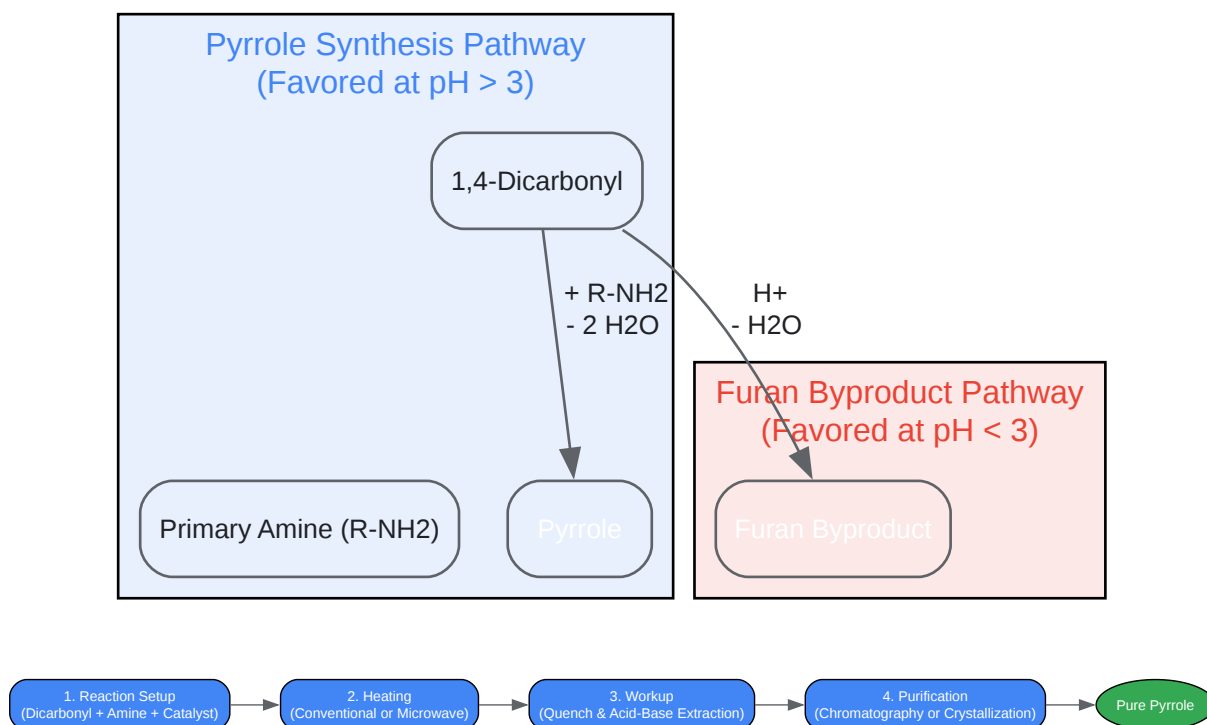 Pyrrole Synthesis Pathway
(Favored at pH > 3)
1,4-Dicarbonyl
+ R-NH2
- 2 H2O
H+
- H2O
Furan Byproduct Pathway
(Favored at pH < 3)
Primary Amine (R-NH2)
Pyrrole
Furan Byproduct
1. Reaction Setup
(Dicarbonyl + Amine + Catalyst)
2. Heating
(Conventional or Microwave)
3. Workup
(Quench & Acid-Base Extraction)
4. Purification
(Chromatography or Crystallization)
Pure Pyrrole